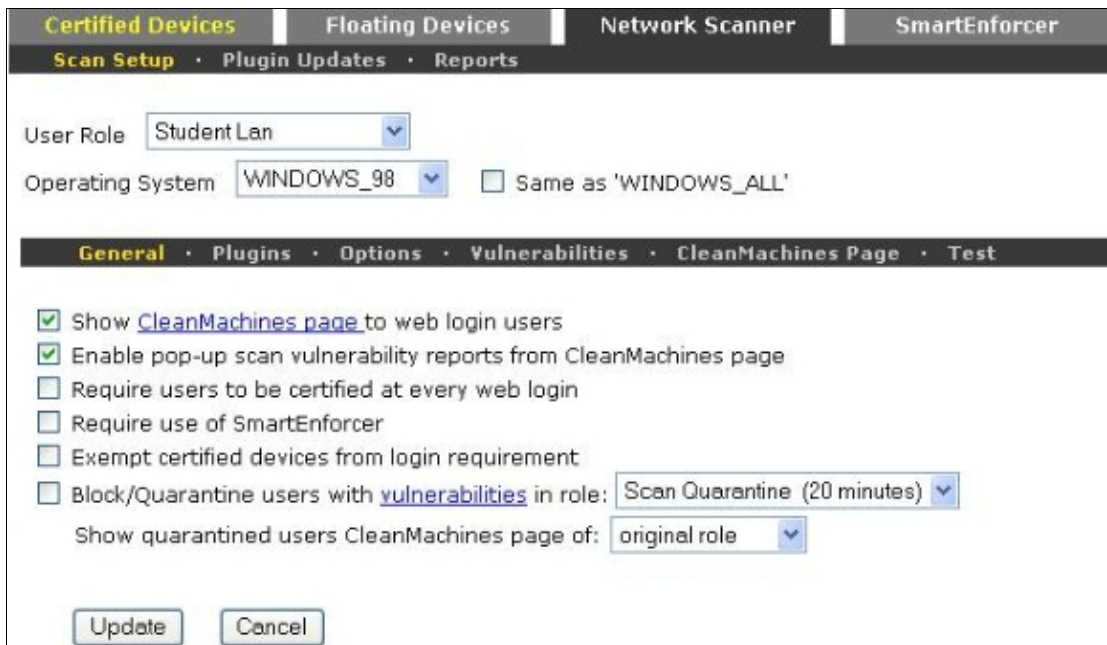 Certified Devices Floating Devices Network Scanner SmartEnforcer
Scan Setup · Plugin Updates · Reports
User Role Student Lan
Operating System WINDOWS_98 Same as 'WINDOWS_ALL'
General · Plugins · Options · Vulnerabilities · CleanMachines Page · Test
Show CleanMachines page to web login users
Enable pop-up scan vulnerability reports from CleanMachines page
Require users to be certified at every web login
Require use of SmartEnforcer
Exempt certified devices from login requirement
Block/Quarantine users with vulnerabilities in role: Scan Quarantine (20 minutes)
Show quarantined users CleanMachines page of: original role
Update Cancel